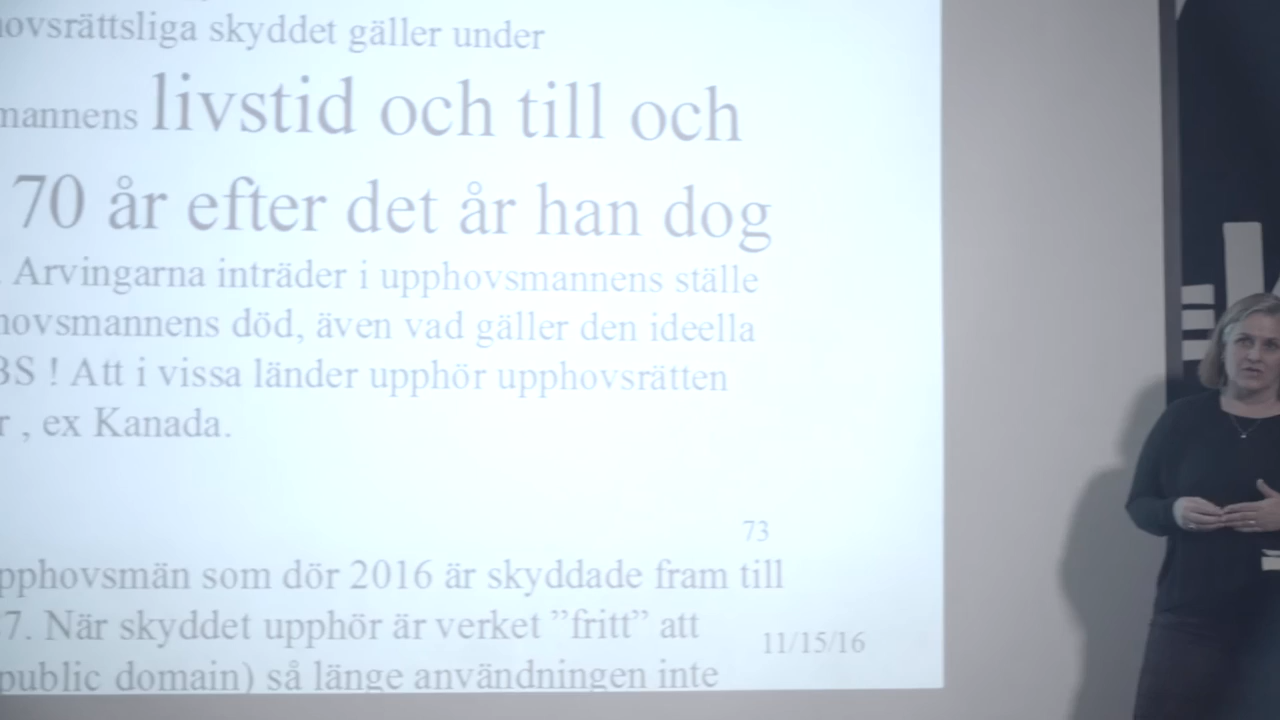 ovsrättsliga skyddet gäller under
mannens livstid och till och
70 år efter det år han dog
. Arvingarna inträder i upphovsmannens ställe
hovsmannens död, även vad gäller den ideella
BS ! Att i vissa länder upphör upphovsrätten
r , ex Kanada.
73
pphovsmän som dör 2016 är skyddade fram till
7. När skyddet upphör är verket ”fritt” att
11/15/16
public domain) så länge användningen inte